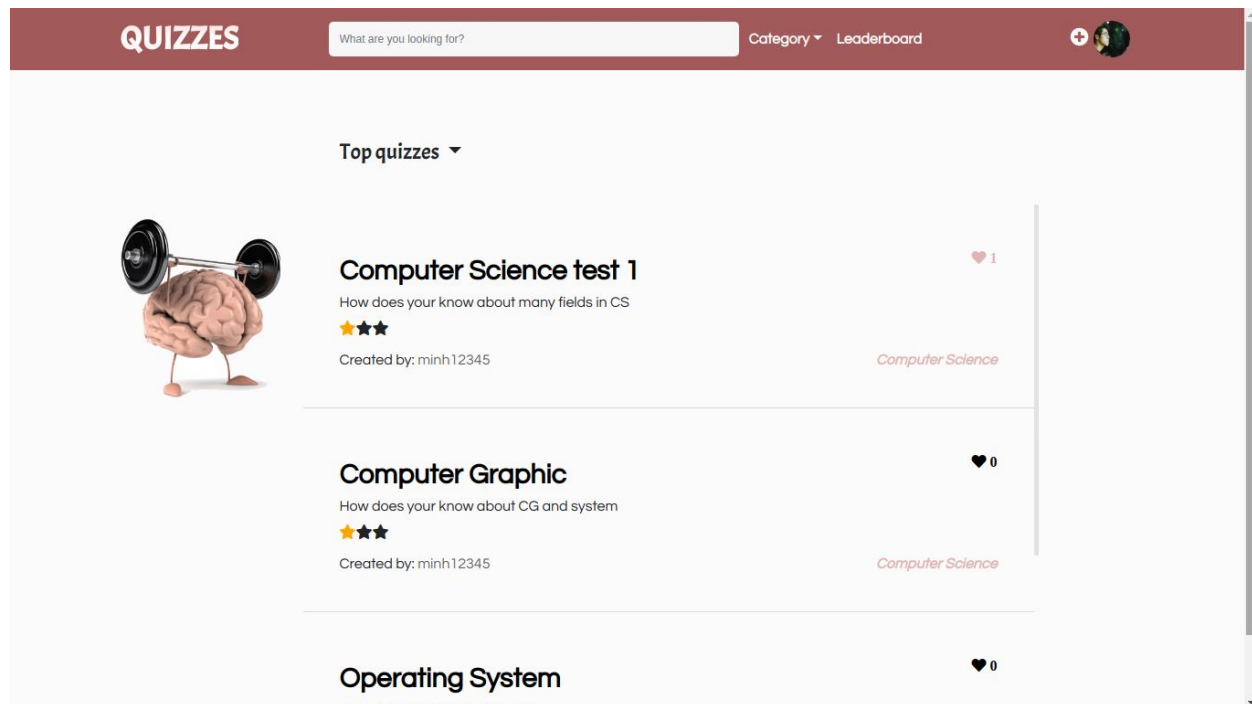 QUIZZES
What are you looking for?
Category
Leaderboard
Top quizzes
Computer Science test 1
1
How does your know about many fields in CS
Created by: minh12345
Computer Science
Computer Graphic
0
How does your know about CG and system
Created by: minh12345
Computer Science
Operating System
0